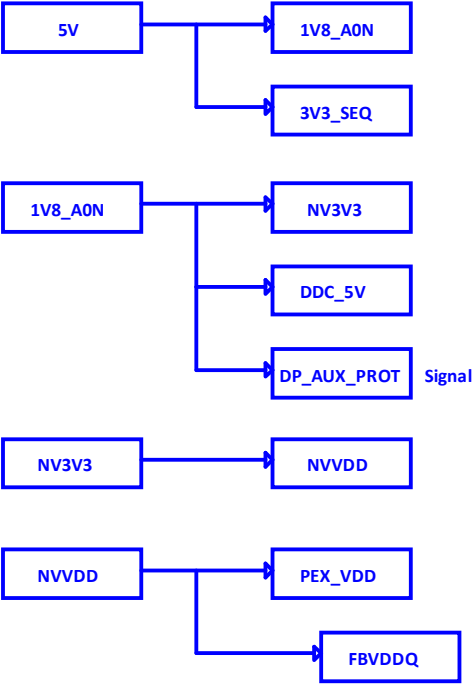 5V
1V8_A0N
3V3_SEQ
1V8_A0N
NV3V3
DDC_5V
DP_AUX_PROT Signal
NV3V3
NVVDD
NVVDD
PEX_VDD
FBVDDQ